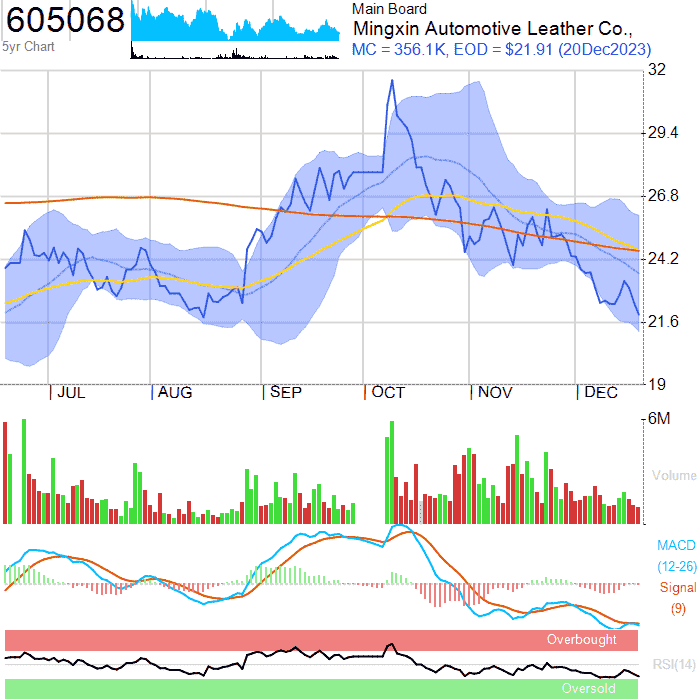 605068
5yr Chart
Main Board
Mingxin Automotive Leather Co.,
MC = 356.1K, EOD = $21.91 (20Dec2023)
32
29.4
26.8
24.2
21.6
19
JUL AUG SEP OCT NOV DEC
6M
Volume
MACD
(12-26)
Signal
(9)
Overbought
RSI(14)
Oversold